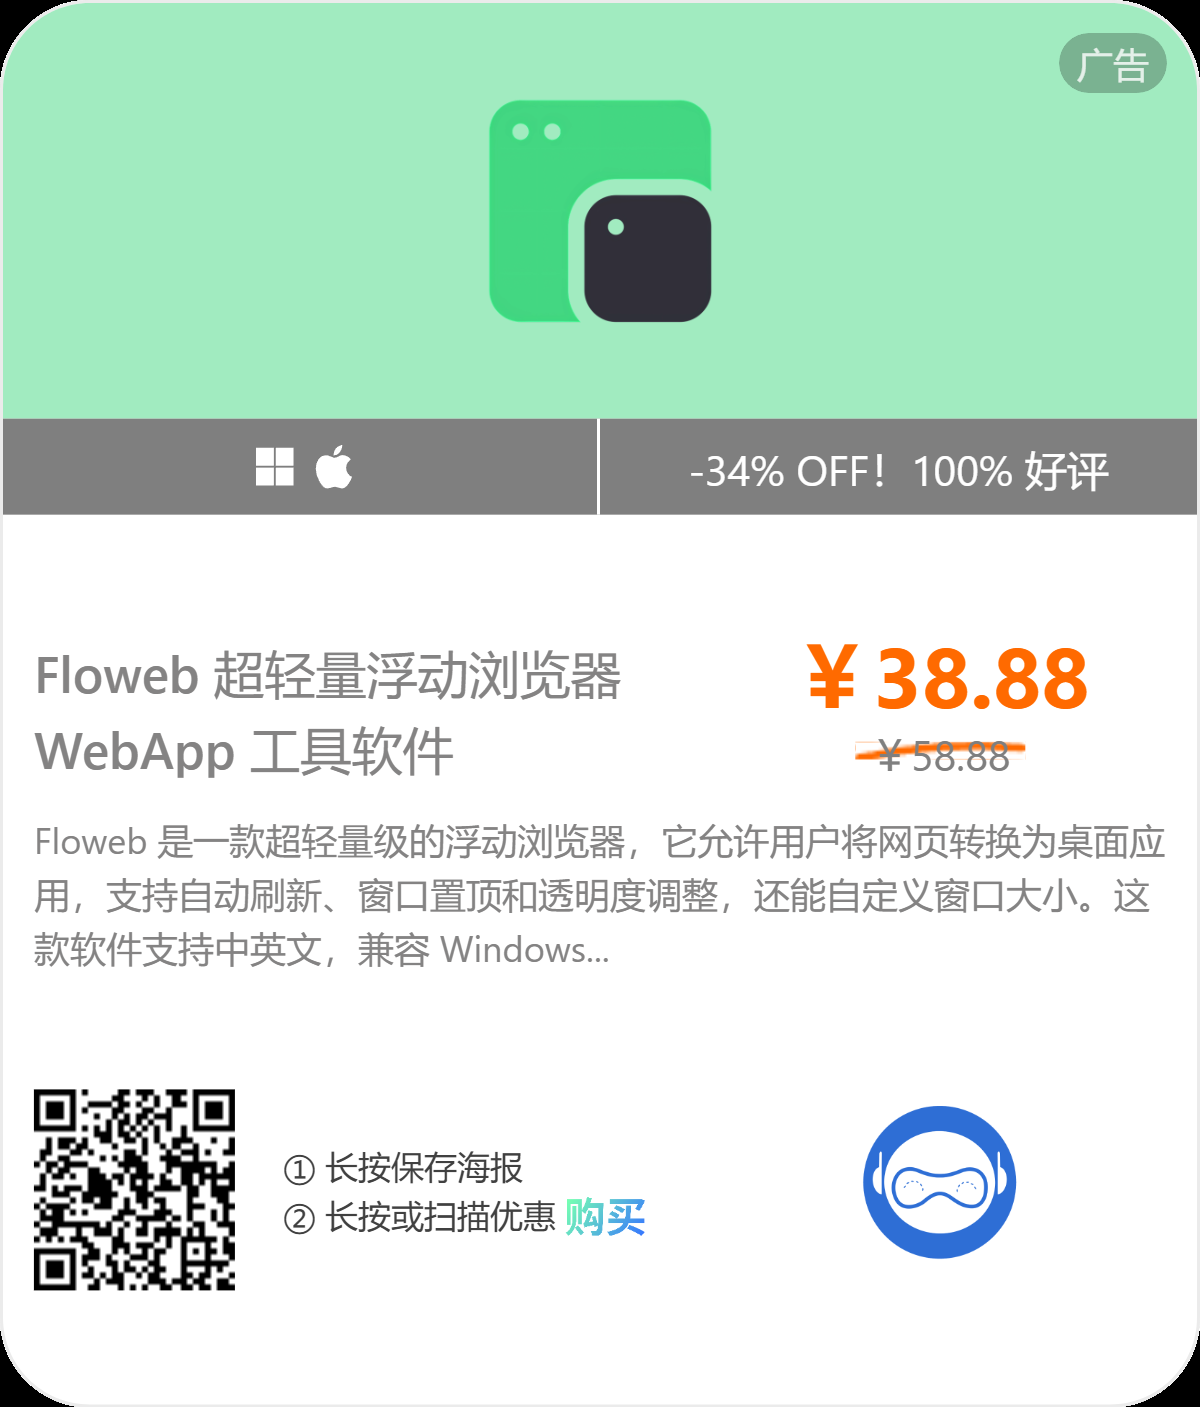 广告
-34% OFF！100% 好评
Floweb 超轻量浮动浏览器
WebApp 工具软件
¥ 38.88
¥ 58.88
Floweb 是一款超轻量级的浮动浏览器，它允许用户将网页转换为桌面应
用，支持自动刷新、窗口置顶和透明度调整，还能自定义窗口大小。这
款软件支持中英文，兼容 Windows...
① 长按保存海报
② 长按或扫描优惠 购买